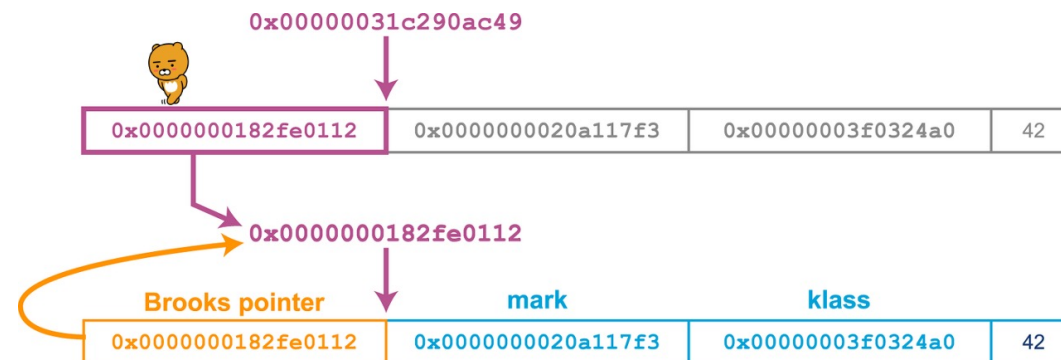 0x00000031c290ac49
0x0000000182fe0112 0x0000000020a117f3 0x00000003f0324a0 42
0x0000000182fe0112
Brooks pointer mark klass
0x0000000182fe0112 0x0000000020a117f3 0x00000003f0324a0 42